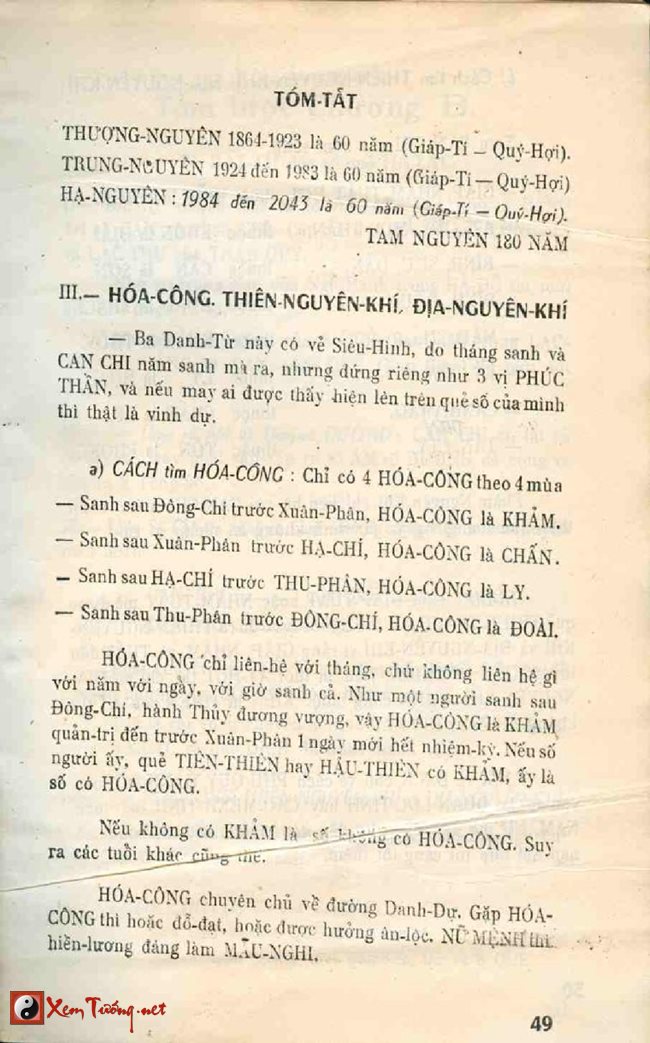 TÓM-TẮT
THƯỢNG-NGUYÊN 1864-1923 là 60 năm (Giáp-Tí — Quý-Hợi).
TRUNG-NGUYÊN 1924 đến 1983 là 60 năm (Giáp-Tí — Quý-Hợi)
HẠ-NGUYÊN : 1984 đến 2043 là 60 năm (Giáp-Tí — Quý-Hợi).
TAM NGUYÊN 180 NĂM
III.— HÓA-CÔNG. THIÊN-NGUYÊN-KHÍ, ĐỊA-NGUYÊN-KHÍ
— Ba Danh-Từ này có vẻ Siêu-Hình, do tháng sanh và
CAN CHI năm sanh mà ra, nhưng đứng riêng như 3 vị PHÚC
THẦN, và nếu may ai được thấy hiện lên trên quẻ số của mình
thì thật là vinh dự.
a) CÁCH tìm HÓA-CÔNG : Chỉ có 4 HÓA-CÔNG theo 4 mùa
— Sanh sau Đông-Chí trước Xuân-Phân, HÓA-CÔNG là KHẢM.
— Sanh sau Xuân-Phân trước HẠ-CHÍ, HÓA-CÔNG là CHẤN.
— Sanh sau HẠ-CHÍ trước THU-PHÂN, HÓA-CÔNG là LY.
— Sanh sau Thu-Phân trước ĐÔNG-CHÍ, HÓA-CÔNG là ĐOÀI.
HÓA-CÔNG chỉ liên-hệ với tháng, chứ không liên hệ gì
với năm với ngày, với giờ sanh cả. Như một người sanh sau
Đông-Chí, hành Thủy đương vượng, vậy HÓA-CÔNG là KHẢM
quản-trị đến trước Xuân-Phân 1 ngày mới hết nhiệm-kỳ. Nếu số
người ấy, quẻ TIÊN-THIÊN hay HẬU-THIÊN có KHẢM, ấy là
số có HÓA-CÔNG.
Nếu không có KHẢM là số không có HÓA-CÔNG. Suy
ra các tuổi khác cũng thế.
HÓA-CÔNG chuyên chủ về đường Danh-Dự. Gặp HÓA-
CÔNG thì hoặc đỗ-đạt, hoặc được hưởng ân-lộc. NỮ MỆNH thì
hiền-lương đáng làm MẪU-NGHI.
XemTướng.net
49